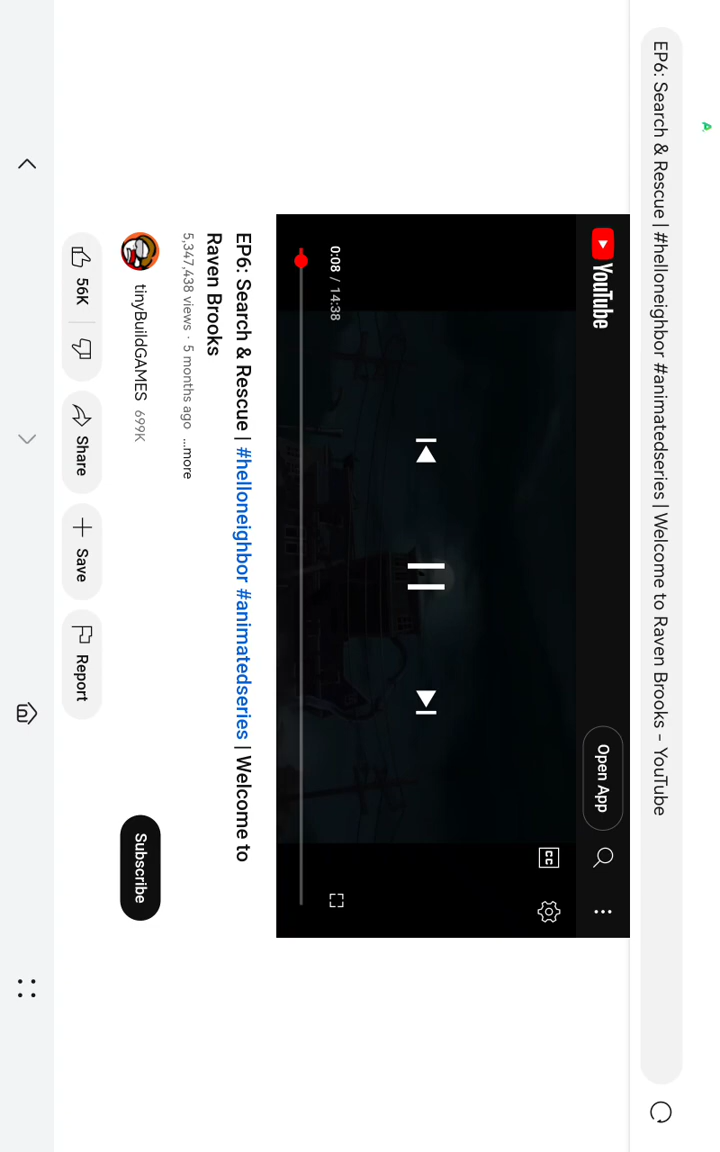 EP6: Search & Rescue | #helloneighbor #animatedseries | Welcome to Raven Brooks - YouTube
YouTube
Open App
CC
0:08 / 14:38
EP6: Search & Rescue | #helloneighbor #animatedseries | Welcome to
Raven Brooks
5,347,438 views · 5 months ago ...more
tinyBuildGAMES 699K
Subscribe
56K
Share
Save
Report